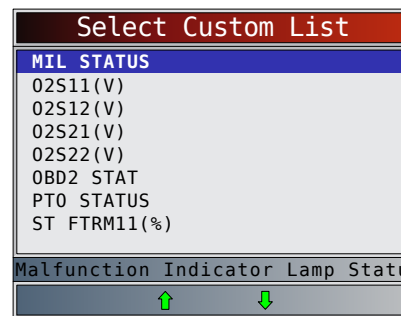 Select Custom List
MIL STATUS
O2S11(V)
O2S12(V)
O2S21(V)
O2S22(V)
OBD2 STAT
PTO STATUS
ST FTRM11(%)
Malfunction Indicator Lamp Statu